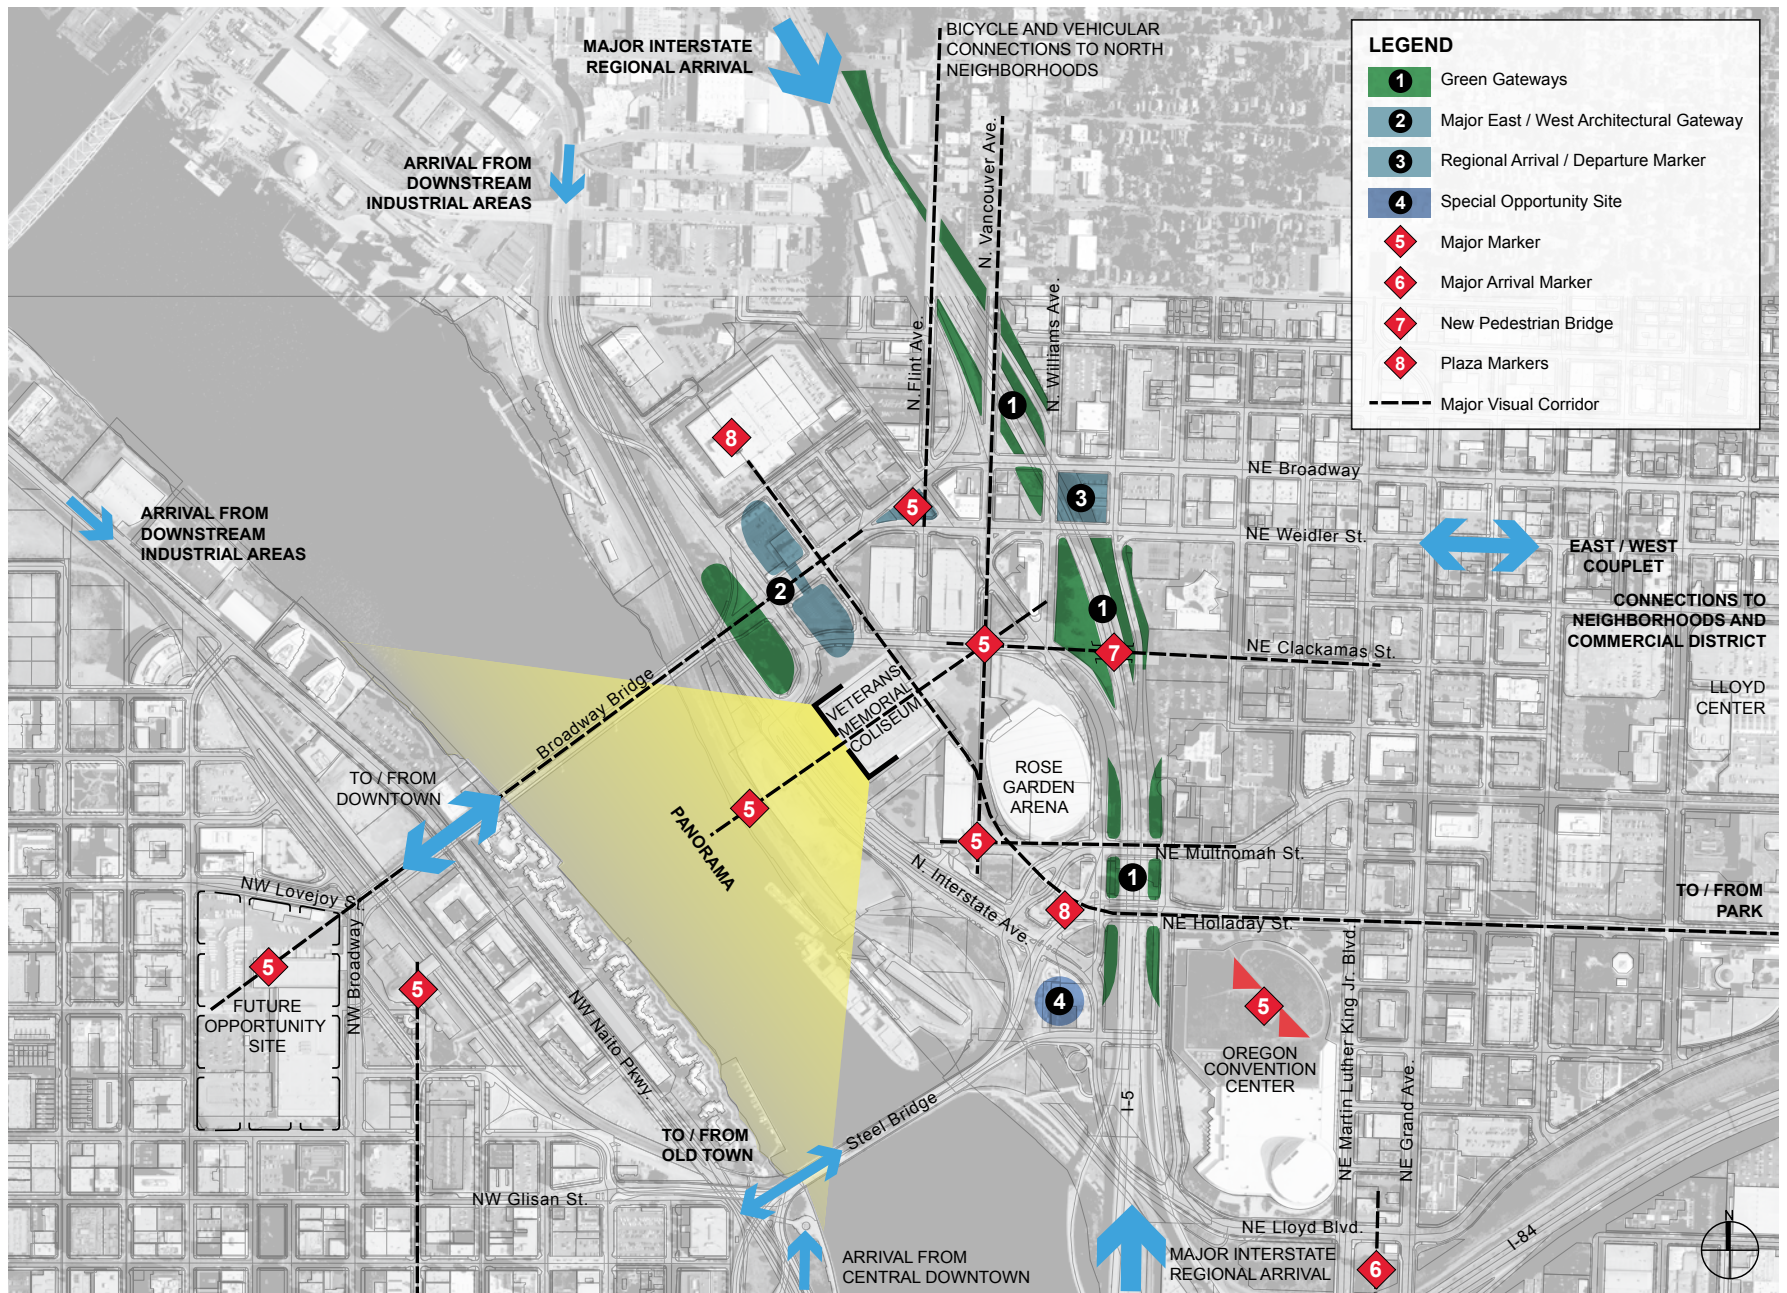 MAJOR INTERSTATE
REGIONAL ARRIVAL
BICYCLE AND VEHICULAR
CONNECTIONS TO NORTH
NEIGHBORHOODS
LEGEND
1 Green Gateways
2 Major East / West Architectural Gateway
3 Regional Arrival / Departure Marker
4 Special Opportunity Site
5 Major Marker
6 Major Arrival Marker
7 New Pedestrian Bridge
8 Plaza Markers
Major Visual Corridor
ARRIVAL FROM
DOWNSTREAM
INDUSTRIAL AREAS
N. Vancouver Ave.
N.Flint Ave.
N. Williams Ave.
1
8
NE Broadway
3
5
NE Weidler St.
ARRIVAL FROM
DOWNSTREAM
INDUSTRIAL AREAS
EAST / WEST
COUPLET
2
1
CONNECTIONS TO
NEIGHBORHOODS AND
COMMERCIAL DISTRICT
5
7
NE Clackamas St.
LLOYD
CENTER
Broadway Bridge
VETERANS
MEMORIAL
COLISEUM
TO / FROM
DOWNTOWN
ROSE
GARDEN
ARENA
5
PANORAMA
5
NE Multnomah St.
N. Interstate Ave.
1
NW Lovejoy St.
TO / FROM
PARK
8
NE Holladay St.
NW Broadway
5
5
FUTURE
OPPORTUNITY
SITE
NW Naito Pkwy.
4
5
OREGON
CONVENTION
CENTER
NE Martin Luther King Jr. Blvd.
NE Grand Ave.
I-5
Steel Bridge
TO / FROM
OLD TOWN
NW Glisan St.
NE Lloyd Blvd.
I-84
N
ARRIVAL FROM
CENTRAL DOWNTOWN
MAJOR INTERSTATE
REGIONAL ARRIVAL
6